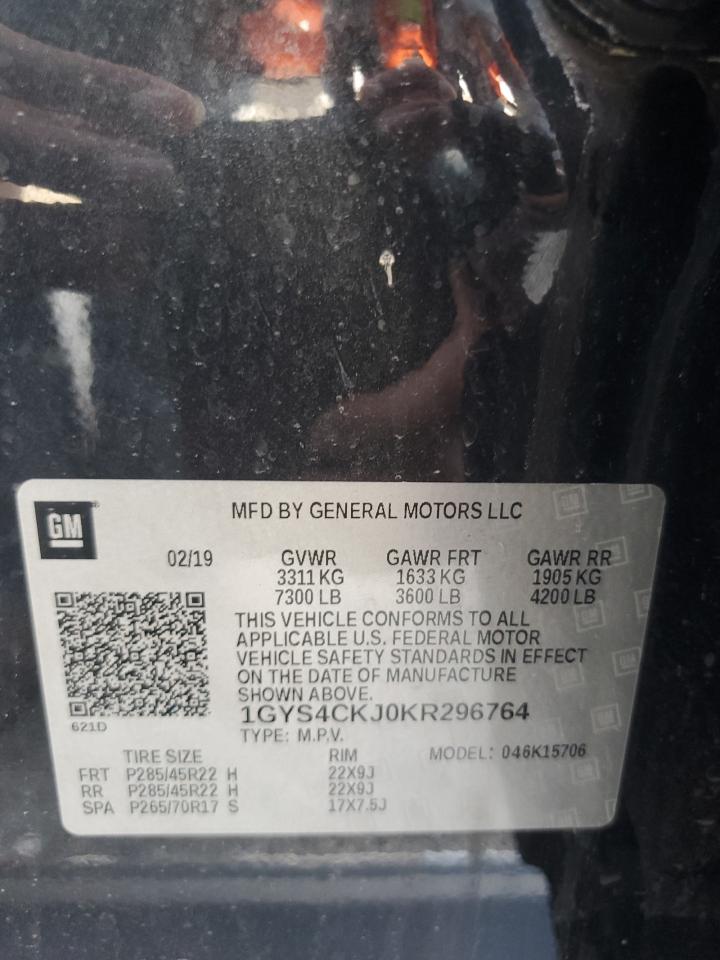 GM
MFD BY GENERAL MOTORS LLC
02/19 GVWR GAWR FRT GAWR RR
3311 KG 1633 KG 1905 KG
7300 LB 3600 LB 4200 LB
THIS VEHICLE CONFORMS TO ALL
APPLICABLE U.S. FEDERAL MOTOR
VEHICLE SAFETY STANDARDS IN EFFECT
ON THE DATE OF MANUFACTURE
SHOWN ABOVE.
1GYS4CKJ0KR296764
621D
TYPE: M.P.V.
TIRE SIZE RIM MODEL: 046K15706
FRT P285/45R22 H 22X9J
RR P285/45R22 H 22X9J
SPA P265/70R17 S 17X7.5J